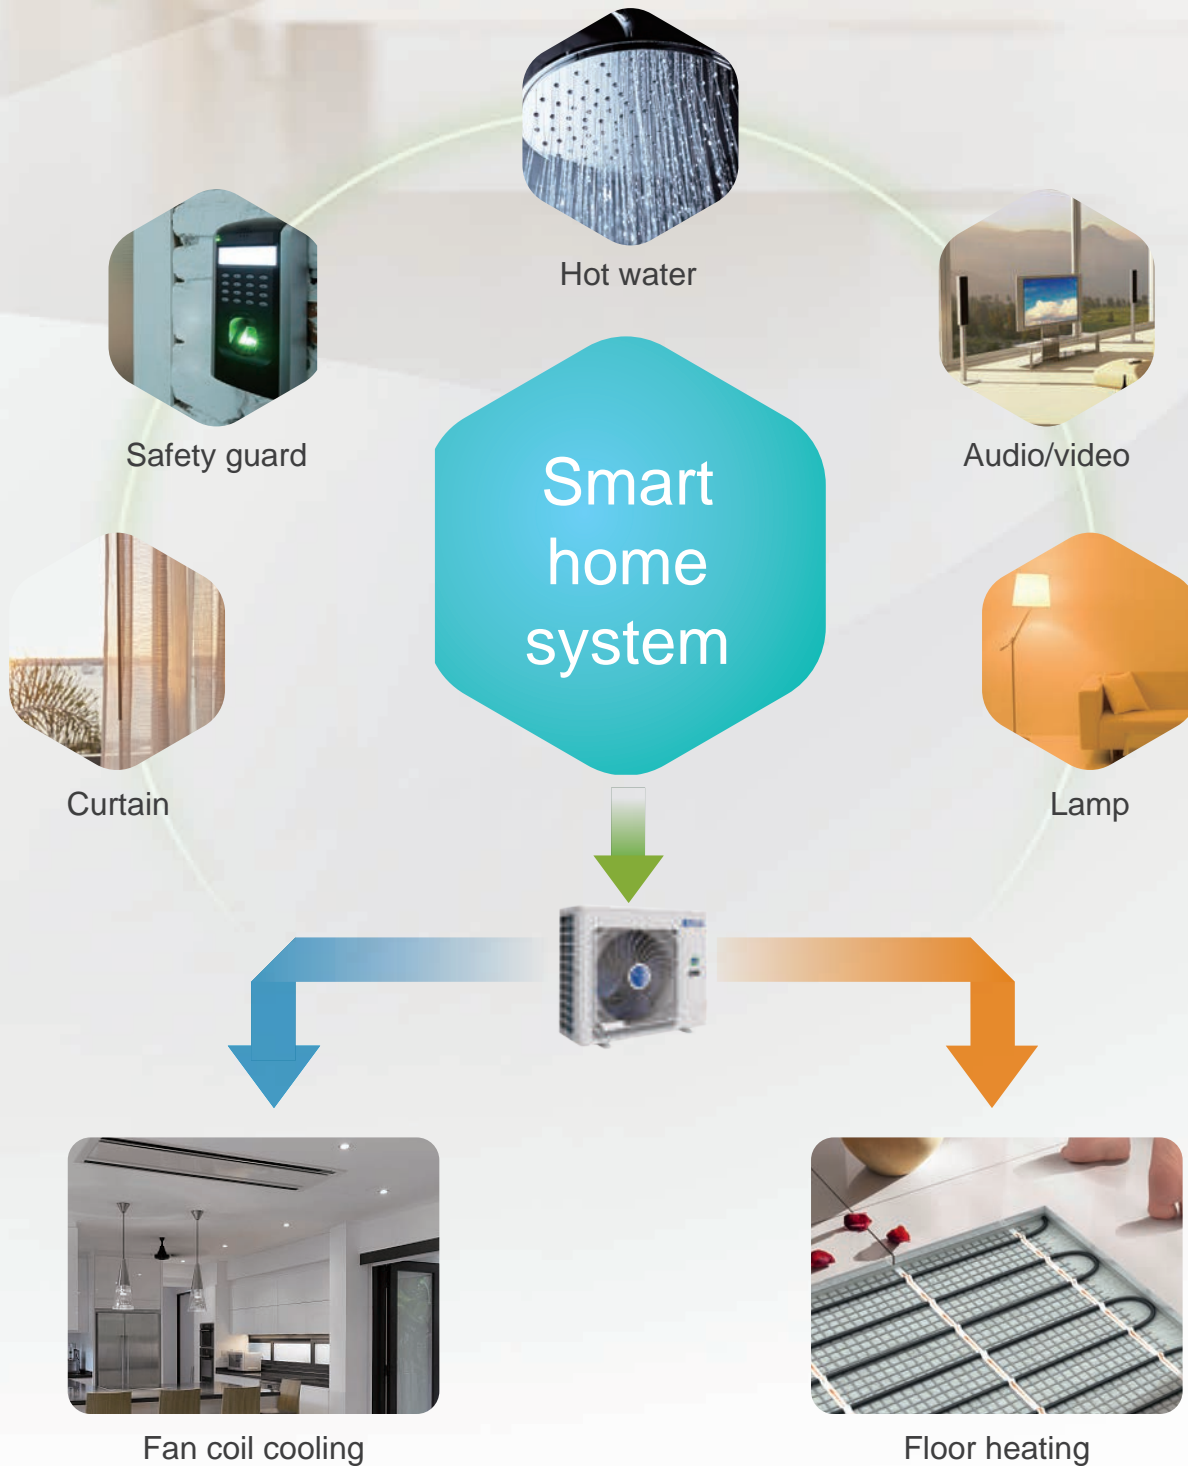 Hot water
Safety guard
Audio/video
Smart
home
system
Curtain
Lamp
Fan coil cooling
Floor heating